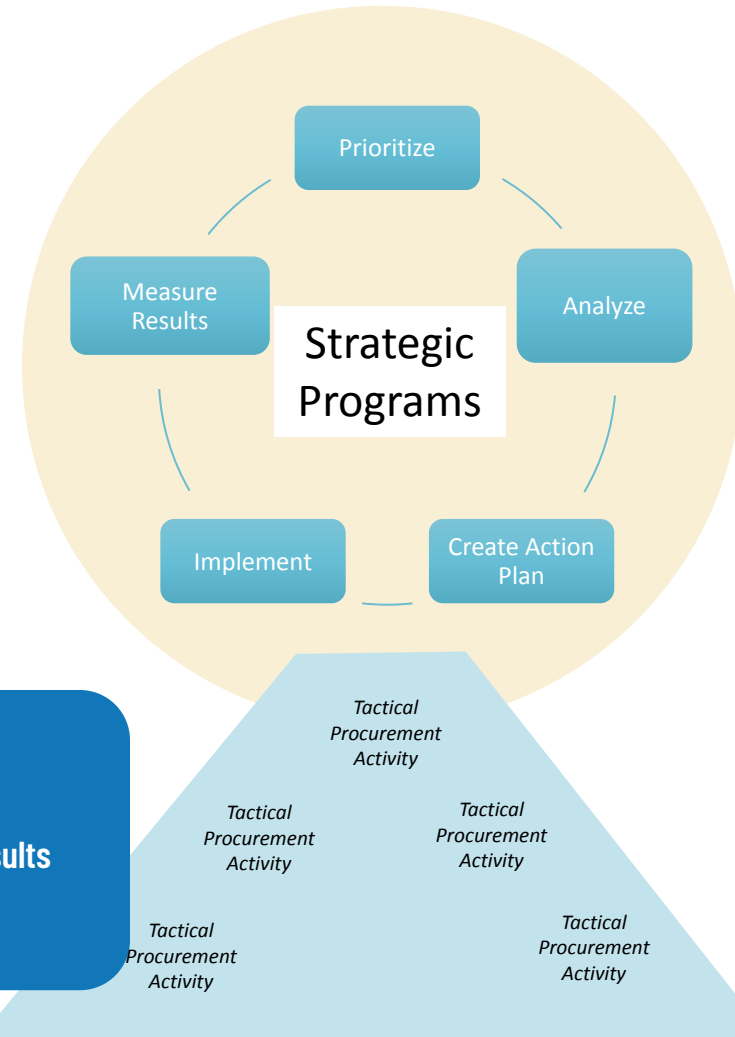 Prioritize
Measure
Results
Analyze
Strategic
Programs
Implement
Create Action
Plan
Tactical
Procurement
Activity
Tactical
Procurement
Activity
Tactical
Procurement
Activity
Tactical
Procurement
Activity
Tactical
Procurement
Activity